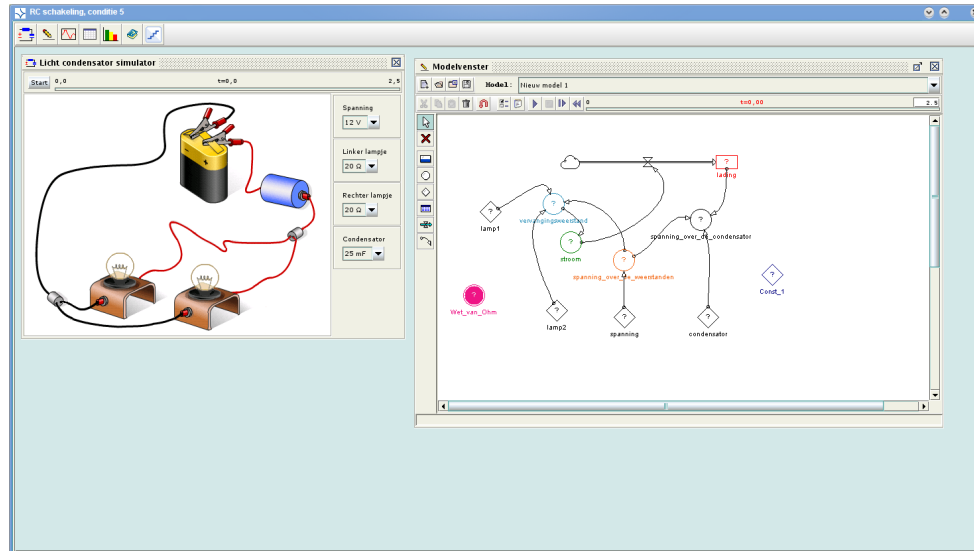 RC schakeling, conditie 5
Licht condensator simulator
Start
0,0
t=0,0
2,5
Spanning
12 V
Linker lampje
20 Ω
Rechter lampje
20 Ω
Condensator
25 mF
Modelvenster
Model:
Nieuw model 1
0
t=0,00
2.5
?
lading
?
lamp1
?
vervangingsweerstand
?
stroom
?
spanning_over_de_condensator
?
spanning_over_de_weerstanden
?
Const_1
?
Wet_van_Ohm
?
lamp2
?
spanning
?
condensator